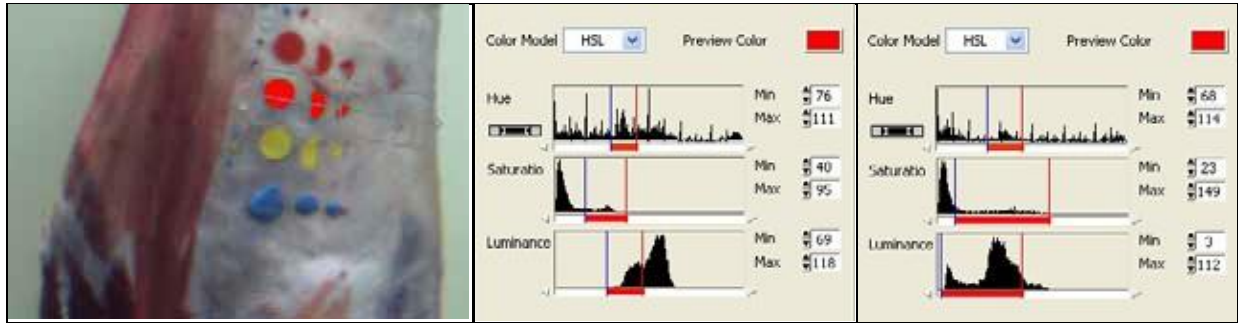 Color Model HSL Preview Color
Hue Min 76
Max 111
Saturatio Min 40
Max 95
Luminance Min 69
Max 118
Color Model HSL Preview Color
Hue Min 68
Max 114
Saturatio Min 23
Max 149
Luminance Min 3
Max 112